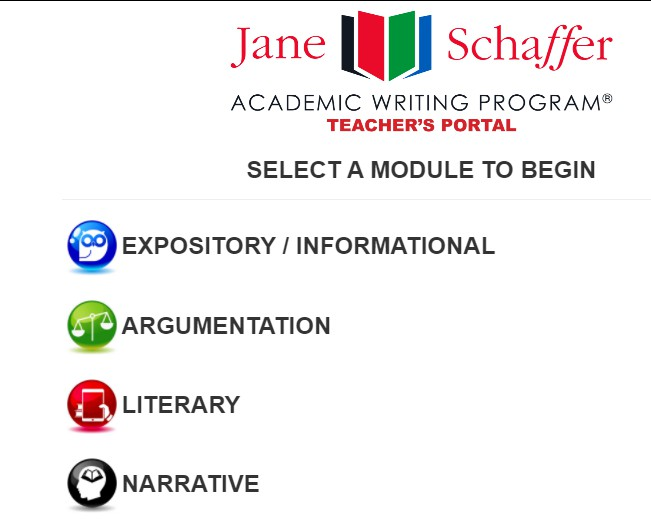 Jane Schaffer
ACADEMIC WRITING PROGRAM®
TEACHER'S PORTAL
SELECT A MODULE TO BEGIN
EXPOSITORY / INFORMATIONAL
ARGUMENTATION
LITERARY
NARRATIVE